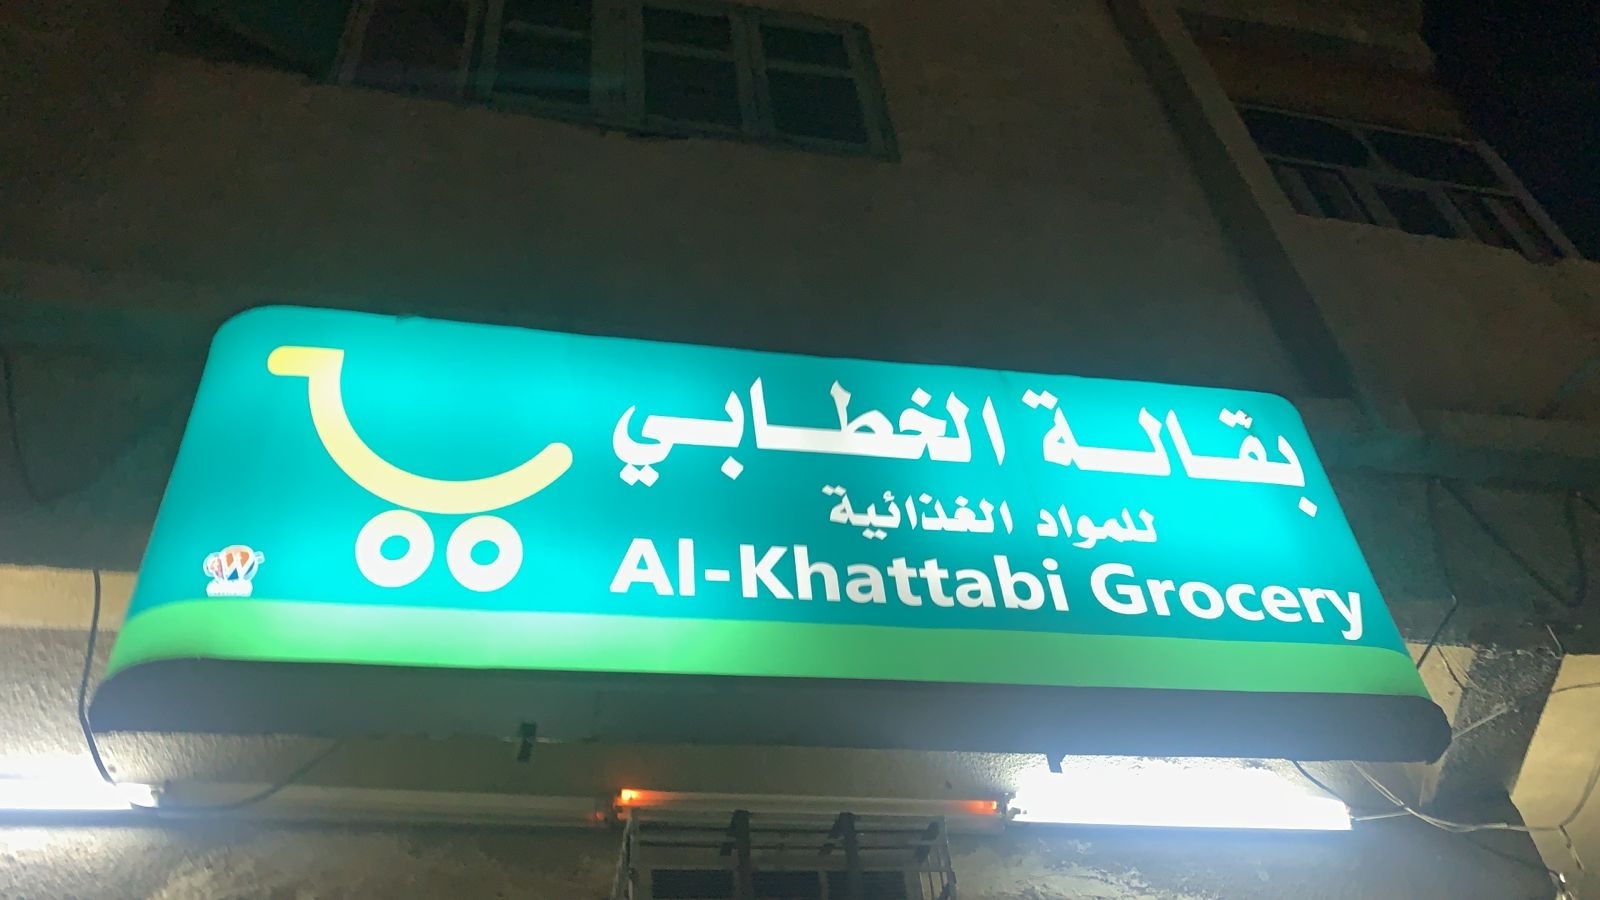 بقالة الخطابي
للمواد الغذائية
Al-Khattabi Grocery
W